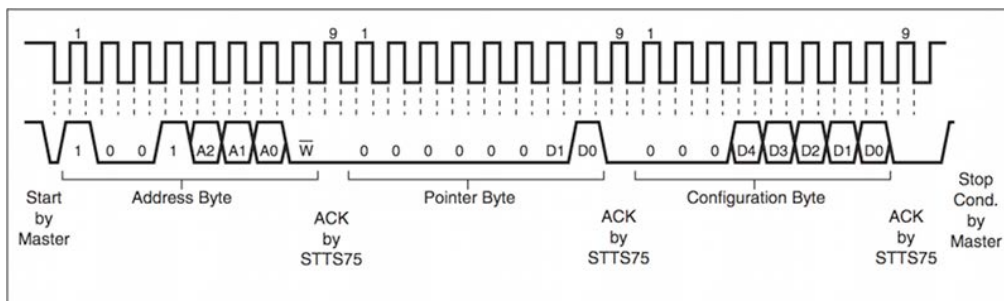 1 9 1 9 1 9
1 0 0 1 A2 A1 A0 W 0 0 0 0 0 0 D1 D0 0 0 0 D4 D3 D2 D1 D0
Start
by
Master
Address Byte
ACK
by
STTS75
Pointer Byte
ACK
by
STTS75
Configuration Byte
ACK
by
STTS75
Stop
Cond.
by
Master